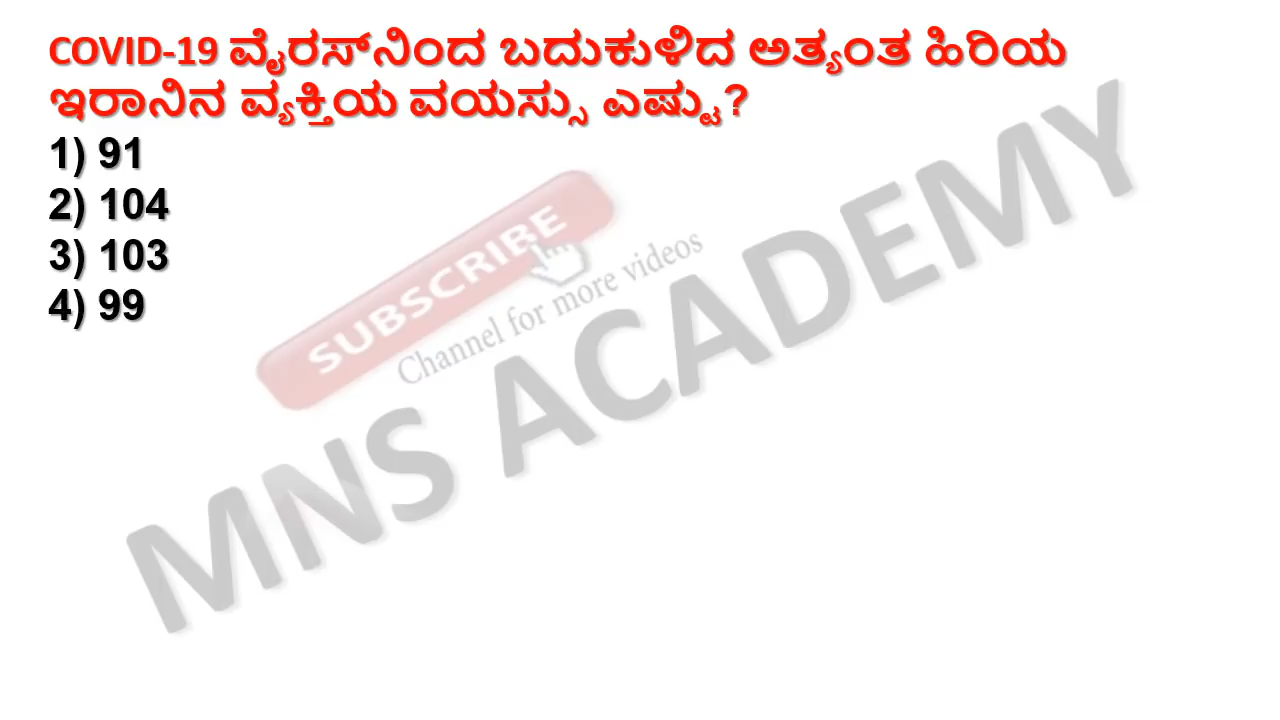 COVID-19 ವೈರಸ್‌ನಿಂದ ಬದುಕುಳಿದ ಅತ್ಯಂತ ಹಿರಿಯ
ಇರಾನಿನ ವ್ಯಕ್ತಿಯ ವಯಸ್ಸು ಎಷ್ಟು?
1) 91
2) 104
3) 103
4) 99
SUBSCRIBE
Channel for more videos
MNS ACADEMY